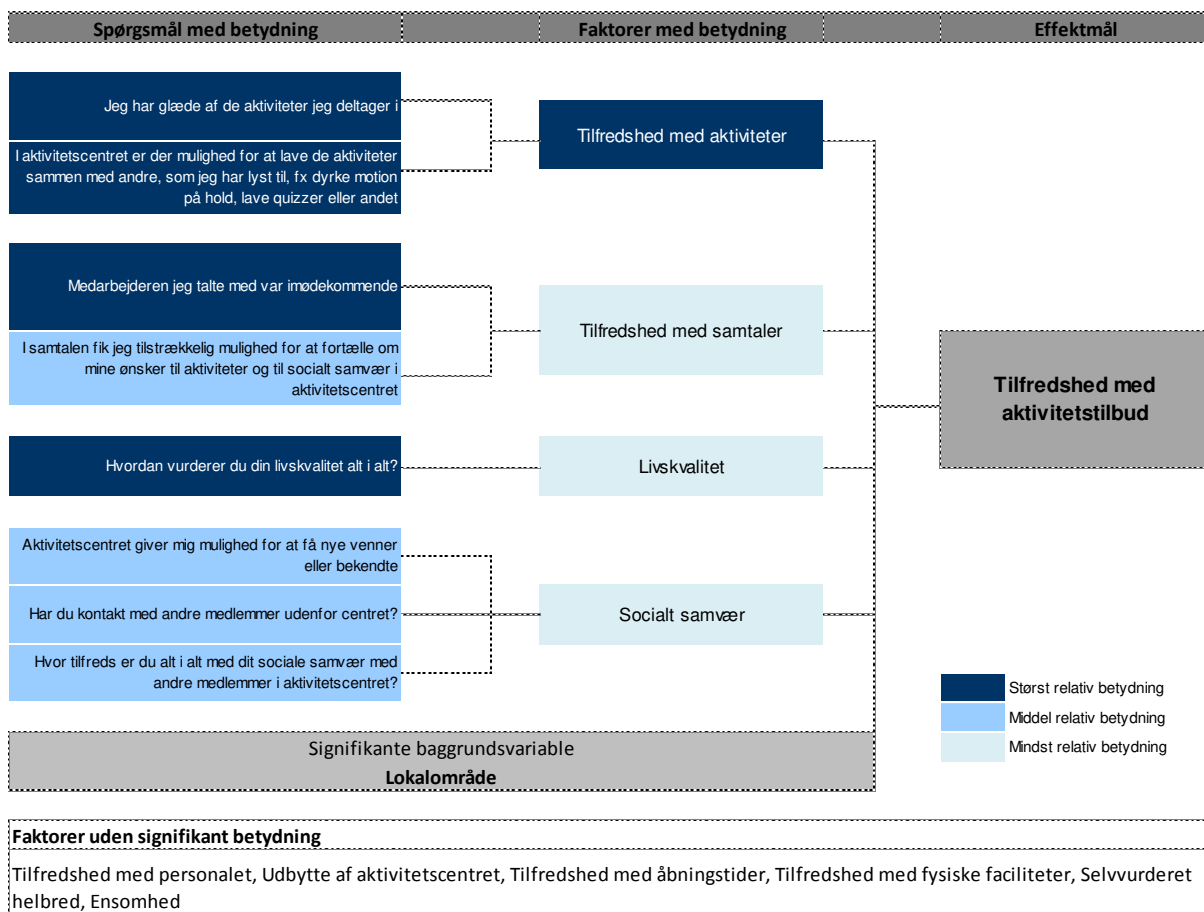 Spørgsmål med betydning
Faktorer med betydning
Effektmål
Jeg har glæde af de aktiviteter jeg deltager i
I aktivitetscentret er der mulighed for at lave de aktiviteter
sammen med andre, som jeg har lyst til, fx dyrke motion
på hold, lave quizzer eller andet
Tilfredshed med aktiviteter
Medarbejderen jeg talte med var imødekommende
I samtalen fik jeg tilstrækkelig mulighed for at fortælle om
mine ønsker til aktiviteter og til socialt samvær i
aktivitetscentret
Tilfredshed med samtaler
Hvordan vurderer du din livskvalitet alt i alt?
Livskvalitet
Aktivitetscentret giver mig mulighed for at få nye venner
eller bekendte
Har du kontakt med andre medlemmer udenfor centret?
Hvor tilfreds er du alt i alt med dit sociale samvær med
andre medlemmer i aktivitetscentret?
Socialt samvær
Tilfredshed med
aktivitetstilbud
Størst relativ betydning
Middel relativ betydning
Mindst relativ betydning
Signifikante baggrundsvariable
Lokalområde
Faktorer uden signifikant betydning
Tilfredshed med personalet, Udbytte af aktivitetscentret, Tilfredshed med åbningstider, Tilfredshed med fysiske faciliteter, Selvvurderet
helbred, Ensomhed